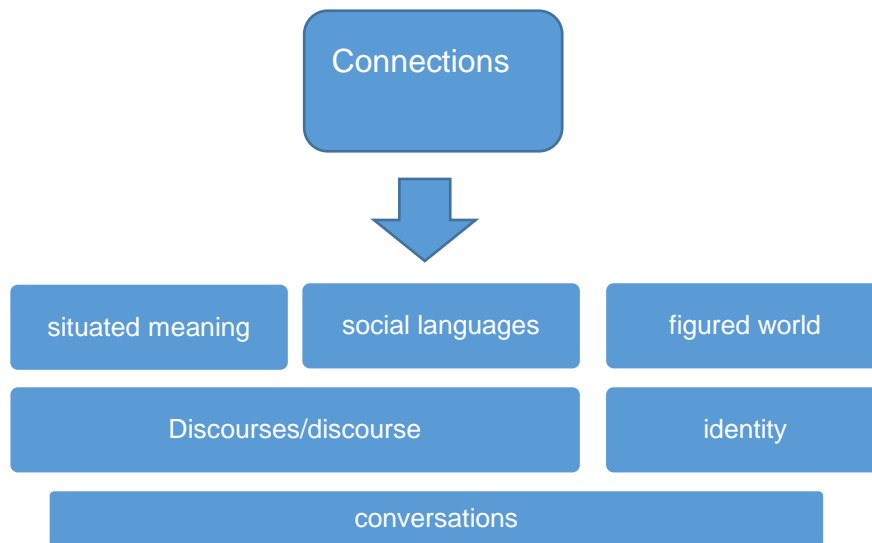 Connections
situated meaning
social languages
figured world
Discourses/discourse
identity
conversations